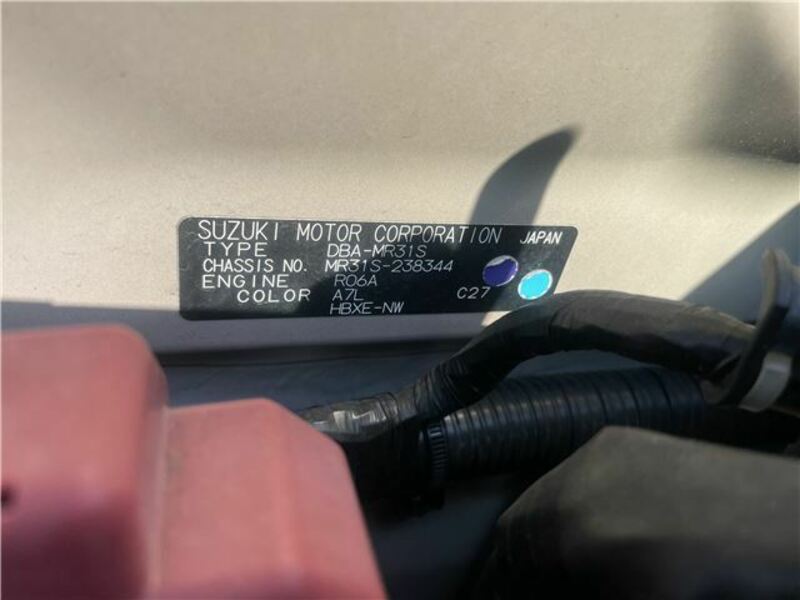 SUZUKI MOTOR CORPORATION JAPAN
TYPE DBA-MR31S
CHASSIS NO. MR31S-238344
ENGINE R06A
COLOR A7L C27
HBXE-NW